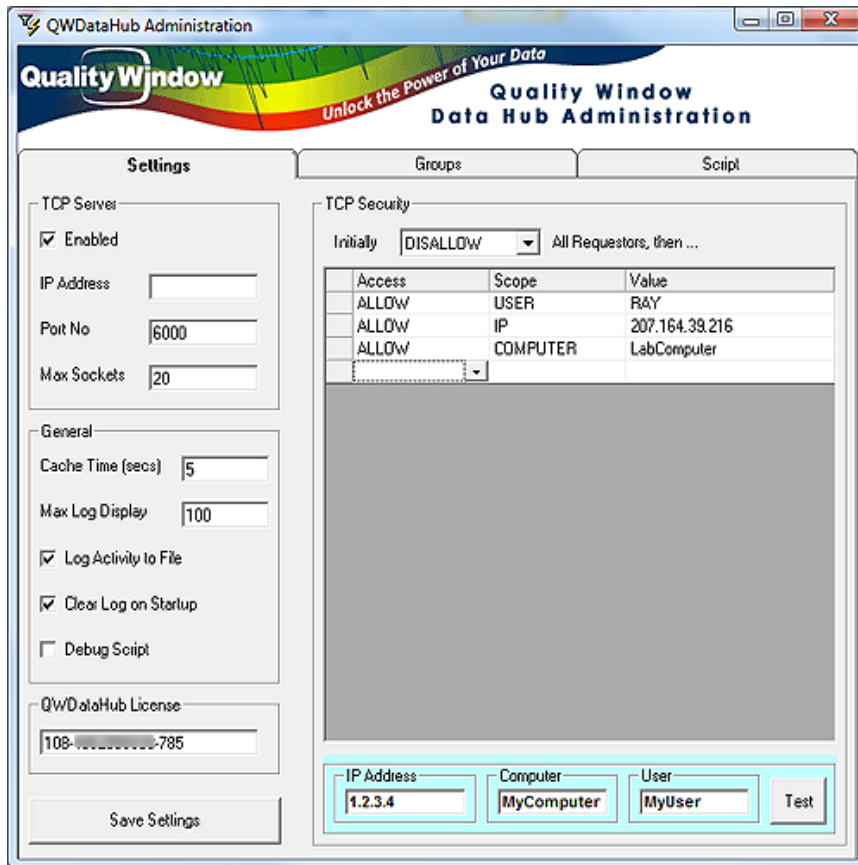 QWDataHub Administration
Quality Window
Unlock the Power of Your Data
Quality Window
Data Hub Administration
Settings
Groups
Script
TCP Server
Enabled
IP Address
Port No 6000
Max Sockets 20
General
Cache Time (secs) 5
Max Log Display 100
Log Activity to File
Clear Log on Startup
Debug Script
QWDataHub License
108- -785
Save Settings
TCP Security
Initially DISALLOW All Requestors, then ...
Access Scope Value
ALLOW USER RAY
ALLOW IP 207.164.39.216
ALLOW COMPUTER LabComputer
IP Address Computer User
1.2.3.4 MyComputer MyUser Test